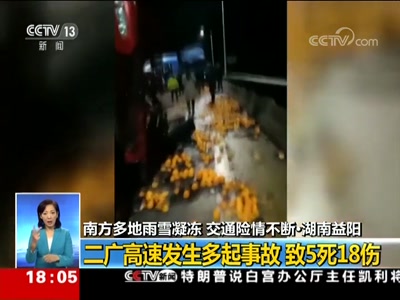 CCTV 13
新闻
CCTV.com
南方多地雨雪凝冻 交通险情不断·湖南益阳
二广高速发生多起事故 致5死18伤
18:05
CCTV新闻 特朗普说白宫办公厅主任凯利将